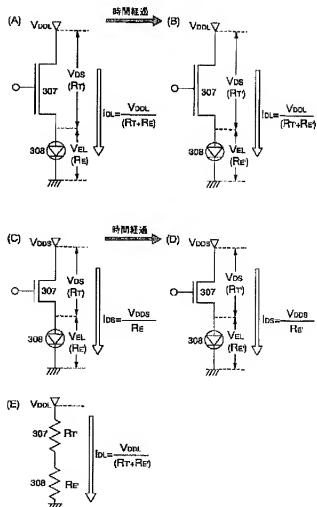 (A) 時間経過 (B)
VDDL VDDL
VDS
(RT)
307
IDL= VDDL
(RT+RE)
VEL
(RE)
308
VDS
(RT')
307
IDL= VDDL
(RT'+RE')
VEL
(RE')
308
(C) 時間経過 (D)
VDDS VDDS
VDS
(RT)
307
IDS= VDDS
RE
VEL
(RE)
308
VDS
(RT')
307
IDS= VDDS
RE'
VEL
(RE')
308
(E)
VDDL
307 RT'
IDL= VDDL
(RT'+RE')
308 RE'